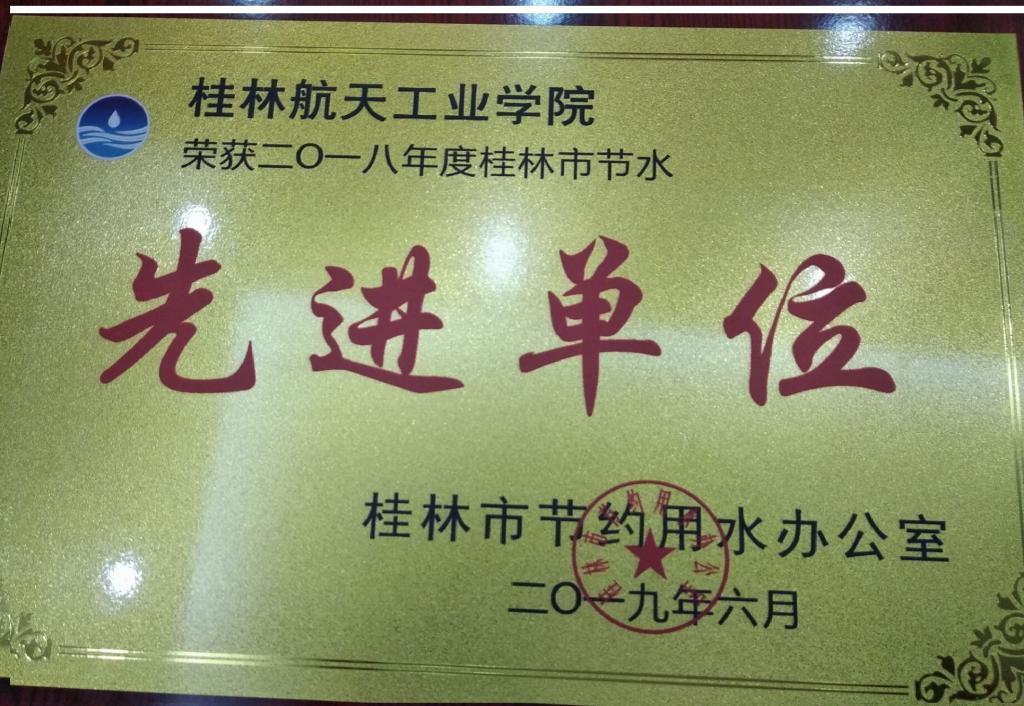 桂林航天工业学院
荣获二〇一八年度桂林市节水
先进单位
桂林市节约用水办公室
二〇一九年六月